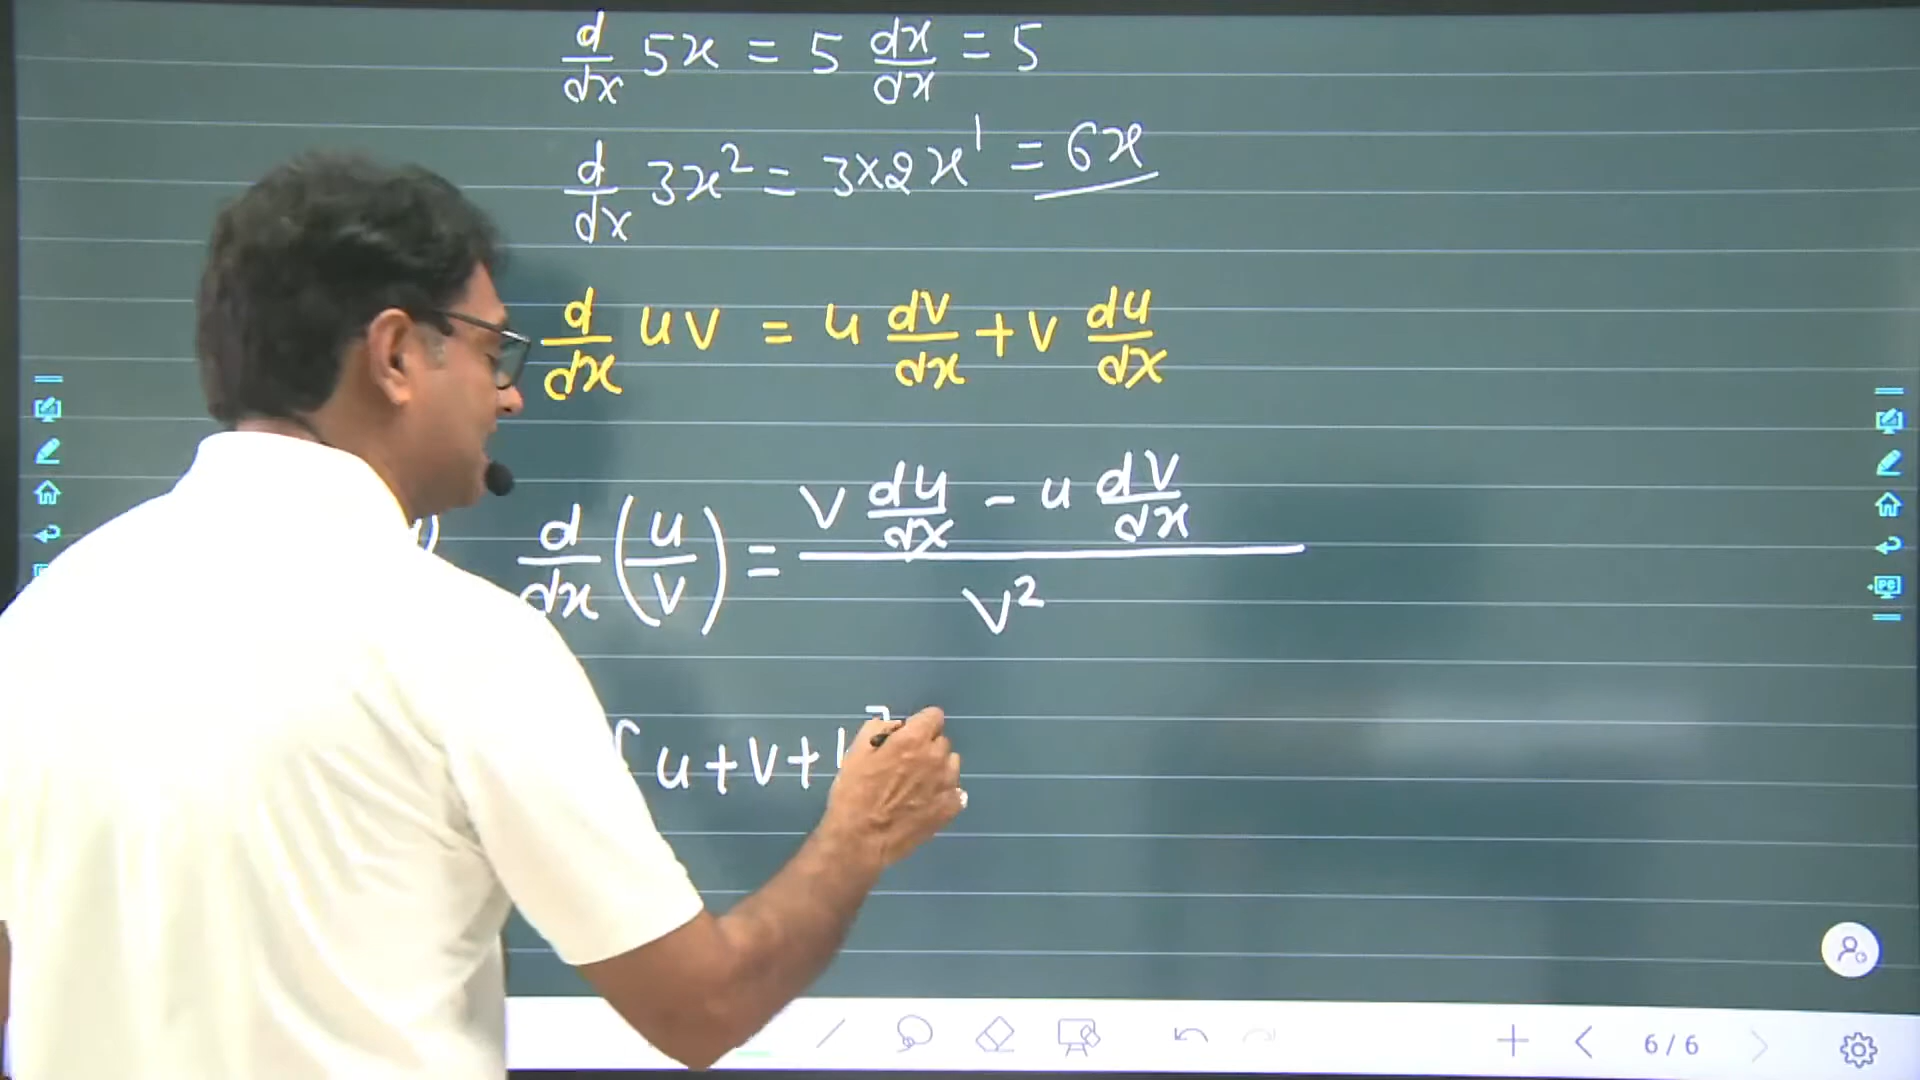 d/dx 5x = 5 dx/dx = 5
d/dx 3x² = 3×2x¹ = 6x
d/dx uv = u dv/dx + v du/dx
d/dx (u/v) = (v du/dx - u dv/dx) / v²
u+v+
6/6